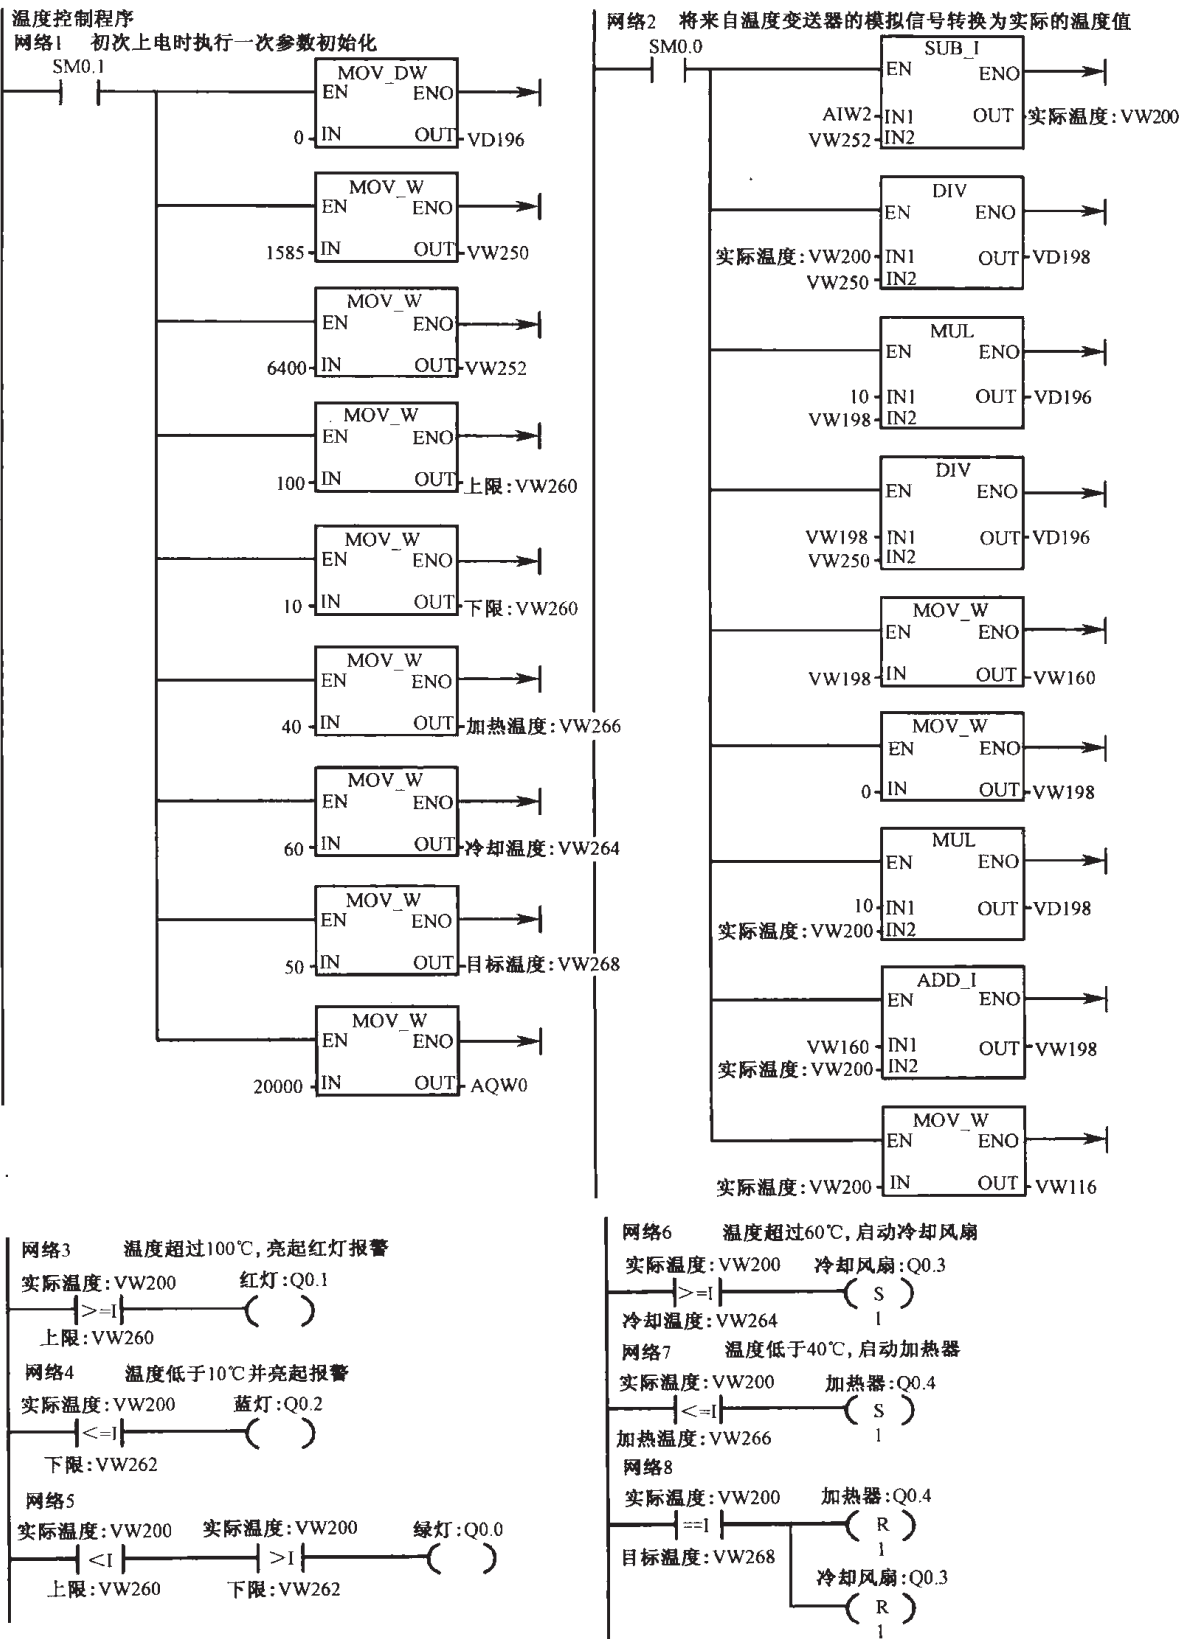 温度控制程序
网络1 初次上电时执行一次参数初始化
SM0.1
MOV_DW
EN ENO
0 IN OUT VD196
MOV_W
EN ENO
1585 IN OUT VW250
MOV_W
EN ENO
6400 IN OUT VW252
MOV_W
EN ENO
100 IN OUT 上限:VW260
MOV_W
EN ENO
10 IN OUT 下限:VW260
MOV_W
EN ENO
40 IN OUT 加热温度:VW266
MOV_W
EN ENO
60 IN OUT 冷却温度:VW264
MOV_W
EN ENO
50 IN OUT 目标温度:VW268
MOV_W
EN ENO
20000 IN OUT AQW0
网络2 将来自温度变送器的模拟信号转换为实际的温度值
SM0.0
SUB_I
EN ENO
AIW2 IN1 OUT 实际温度:VW200
VW252 IN2
DIV
EN ENO
实际温度:VW200 IN1 OUT VD198
VW250 IN2
MUL
EN ENO
10 IN1 OUT VD196
VW198 IN2
DIV
EN ENO
VW198 IN1 OUT VD196
VW250 IN2
MOV_W
EN ENO
VW198 IN OUT VW160
MOV_W
EN ENO
0 IN OUT VW198
MUL
EN ENO
10 IN1 OUT VD198
实际温度:VW200 IN2
ADD_I
EN ENO
VW160 IN1 OUT VW198
实际温度:VW200 IN2
MOV_W
EN ENO
实际温度:VW200 IN OUT VW116
网络3 温度超过100℃,亮起红灯报警
实际温度:VW200 红灯:Q0.1
>=I
上限:VW260
网络4 温度低于10℃并亮起报警
实际温度:VW200 蓝灯:Q0.2
<=I
下限:VW262
网络5
实际温度:VW200 实际温度:VW200 绿灯:Q0.0
<I >I
上限:VW260 下限:VW262
网络6 温度超过60℃,启动冷却风扇
实际温度:VW200 冷却风扇:Q0.3
>=I S
冷却温度:VW264 1
网络7 温度低于40℃,启动加热器
实际温度:VW200 加热器:Q0.4
<=I S
加热温度:VW266 1
网络8
实际温度:VW200 加热器:Q0.4
==I R
目标温度:VW268 1
冷却风扇:Q0.3
R
1